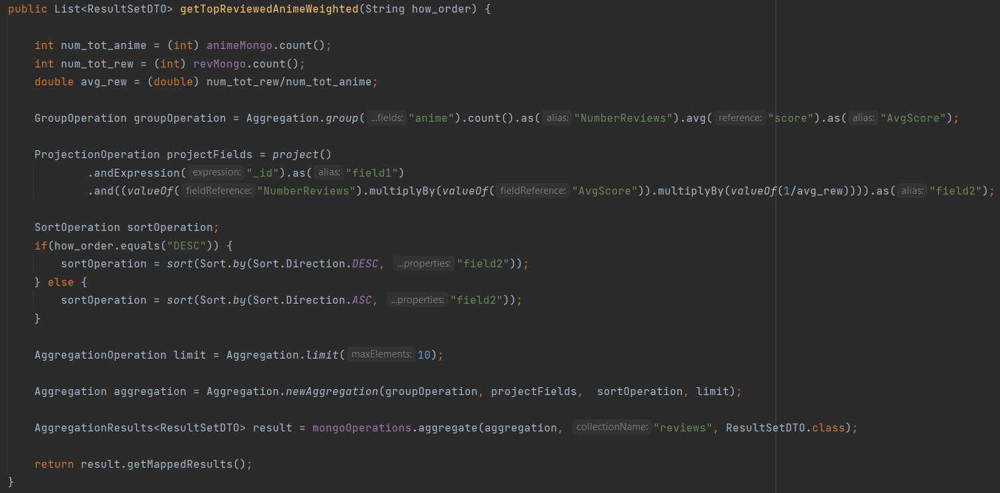 public List<ResultSetDTO> getTopReviewedAnimeWeighted(String how_order) {
int num_tot_anime = (int) animeMongo.count();
int num_tot_rew = (int) revMongo.count();
double avg_rew = (double) num_tot_rew/num_tot_anime;
GroupOperation groupOperation = Aggregation.group( ...fields: "anime").count().as( alias: "NumberReviews").avg( reference: "score").as( alias: "AvgScore");
ProjectionOperation projectFields = project()
.andExpression( expression: "_id").as( alias: "field1")
.and((valueOf( fieldReference: "NumberReviews").multiplyBy(valueOf( fieldReference: "AvgScore")).multiplyBy(valueOf(1/avg_rew)))).as( alias: "field2");
SortOperation sortOperation;
if(how_order.equals("DESC")) {
sortOperation = sort(Sort.by(Sort.Direction.DESC, ...properties: "field2"));
} else {
sortOperation = sort(Sort.by(Sort.Direction.ASC, ...properties: "field2"));
}
AggregationOperation limit = Aggregation.limit( maxElements: 10);
Aggregation aggregation = Aggregation.newAggregation(groupOperation, projectFields,  sortOperation, limit);
AggregationResults<ResultSetDTO> result = mongoOperations.aggregate(aggregation, collectionName: "reviews", ResultSetDTO.class);
return result.getMappedResults();
}